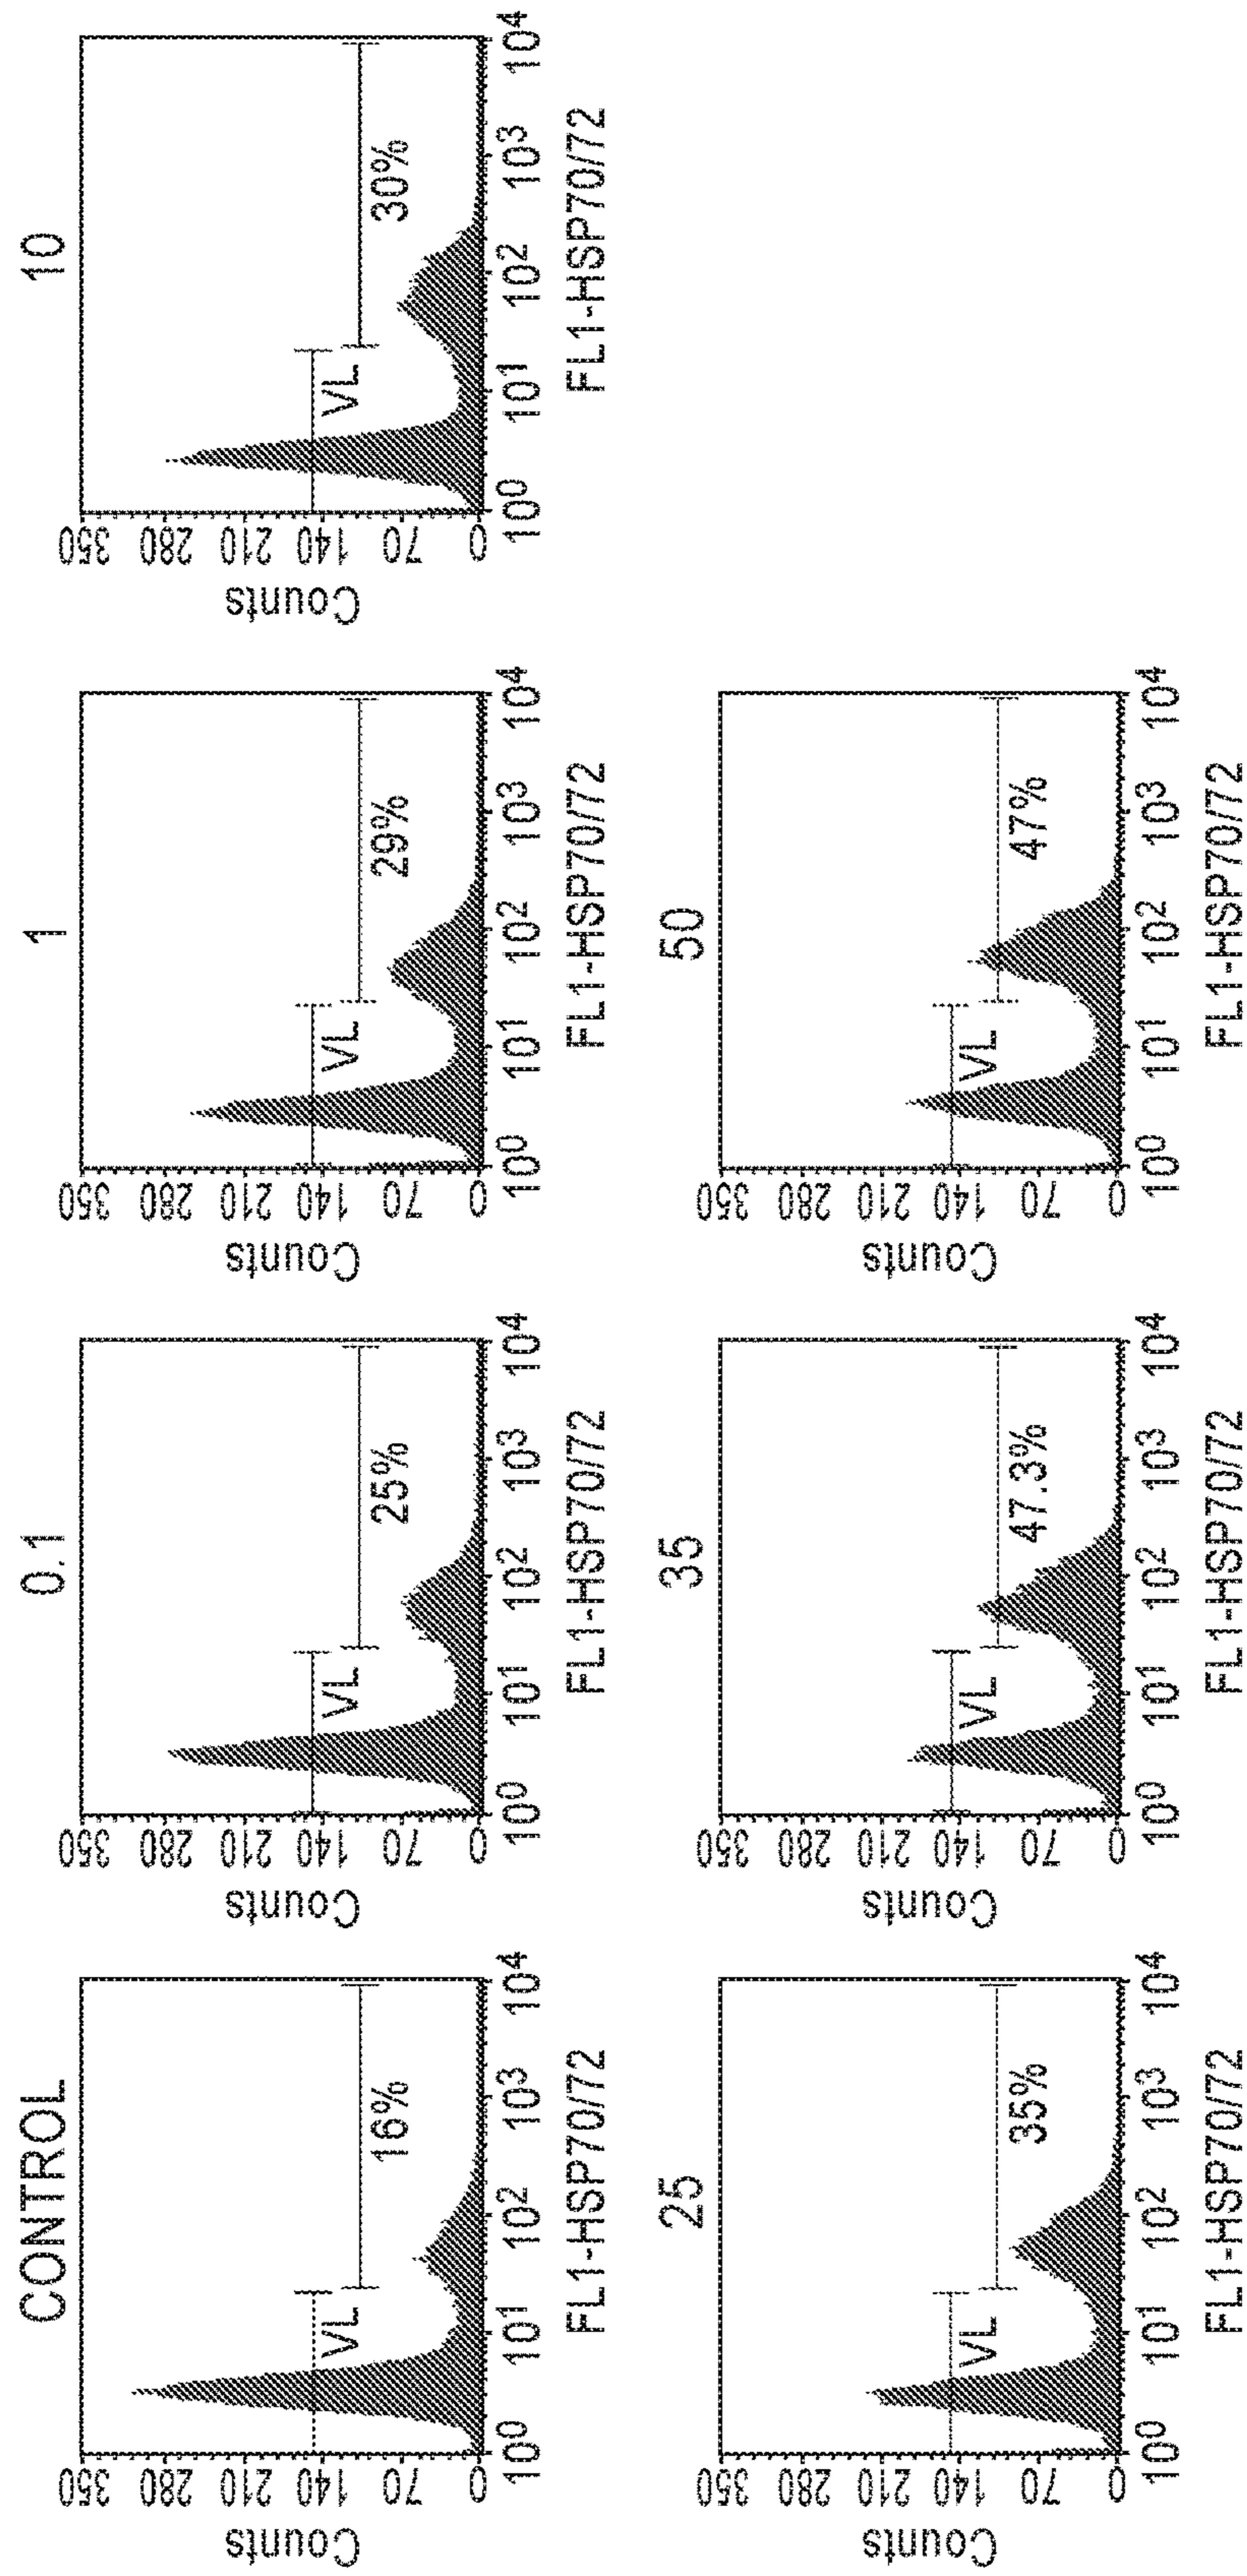 CONTROL
350
280
210
140
70
0
Counts
VL
16%
10⁰ 10¹ 10² 10³ 10⁴
FL1-HSP70/72
0.1
350
280
210
140
70
0
Counts
VL
25%
10⁰ 10¹ 10² 10³ 10⁴
FL1-HSP70/72
1
350
280
210
140
70
0
Counts
VL
29%
10⁰ 10¹ 10² 10³ 10⁴
FL1-HSP70/72
10
350
280
210
140
70
0
Counts
VL
30%
10⁰ 10¹ 10² 10³ 10⁴
FL1-HSP70/72
25
350
280
210
140
70
0
Counts
VL
35%
10⁰ 10¹ 10² 10³ 10⁴
FL1-HSP70/72
35
350
280
210
140
70
0
Counts
VL
47.3%
10⁰ 10¹ 10² 10³ 10⁴
FL1-HSP70/72
50
350
280
210
140
70
0
Counts
VL
47%
10⁰ 10¹ 10² 10³ 10⁴
FL1-HSP70/72